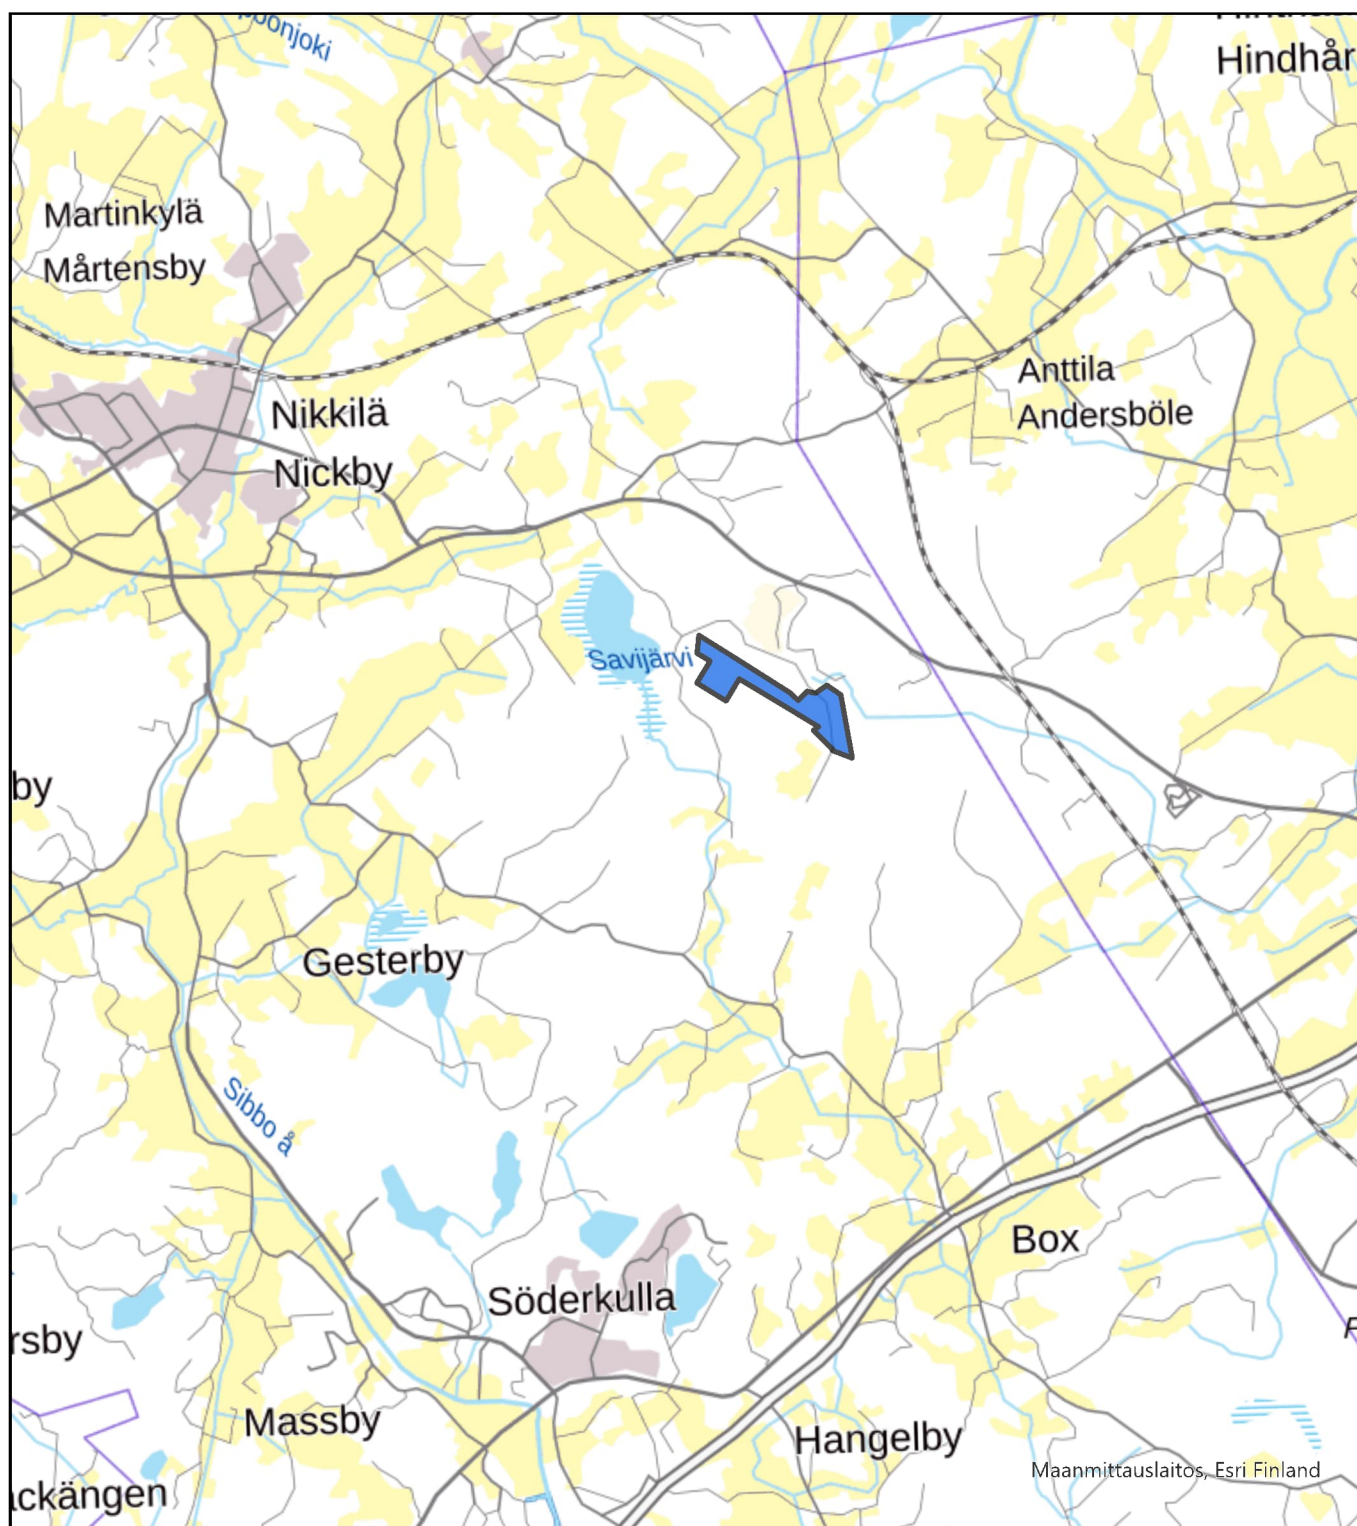 Hindhår
Martinkylä
Mårtensby
Anttila
Andersböle
Nikkilä
Nickby
Savijärvi
by
Gesterby
Sibbo å
Box
Söderkulla
rsby
Massby
Hangelby
Maanmittauslaitos, Esri Finland
ckängen